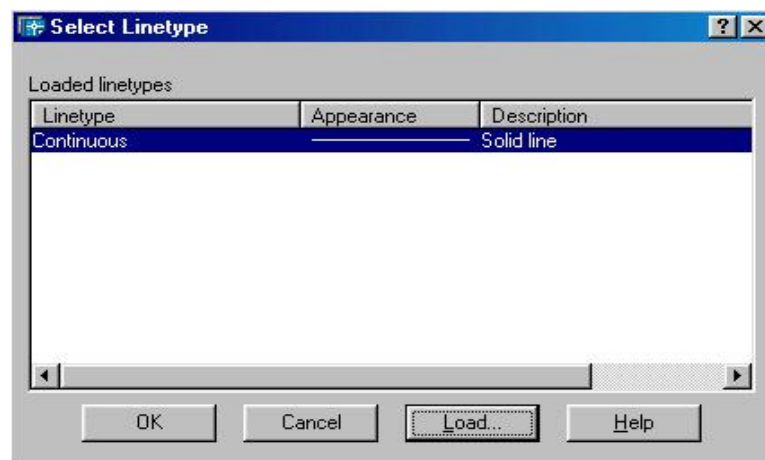 Select Linetype
Loaded linetypes
Linetype Appearance Description
Continuous Solid line
OK Cancel Load... Help